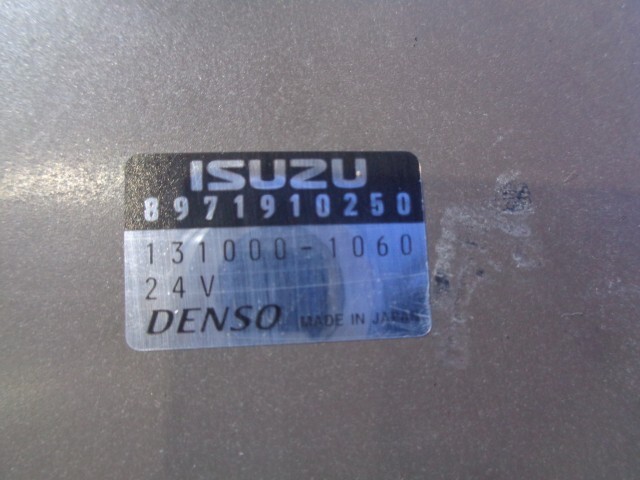 ISUZU
8971910250
131000-1060
24V
DENSO MADE IN JAPAN